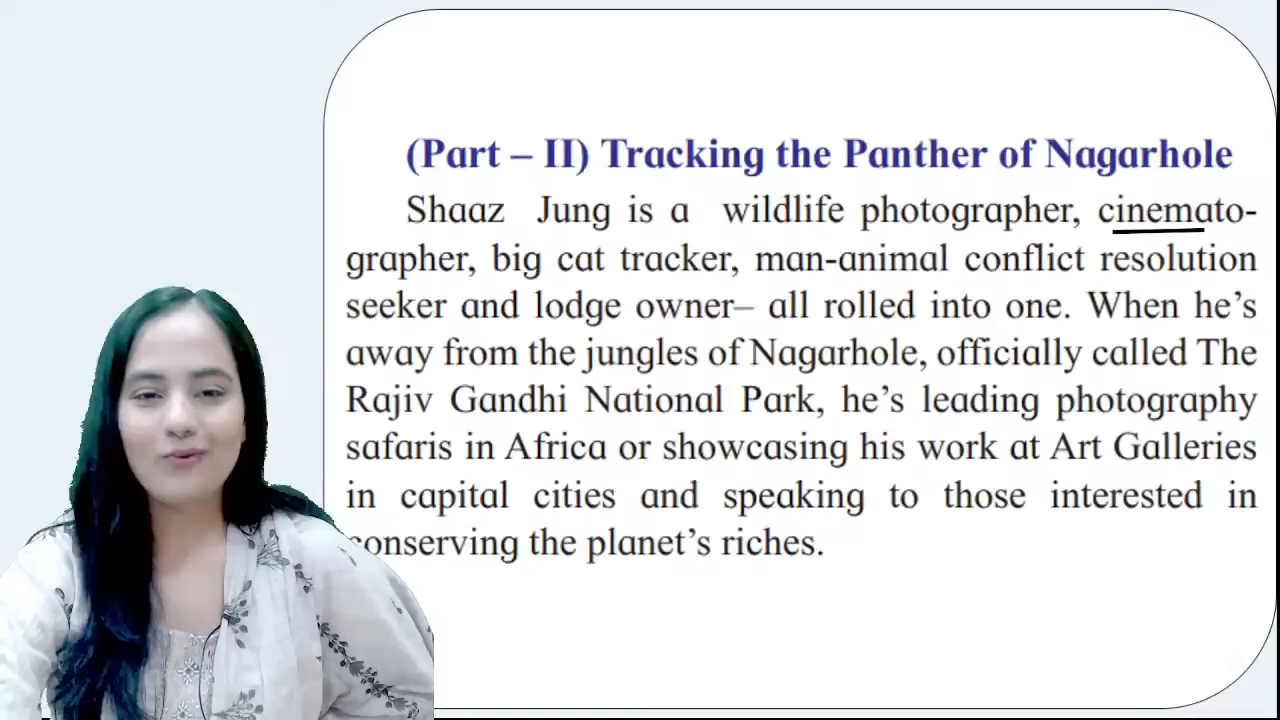 (Part – II) Tracking the Panther of Nagarhole
Shaaz Jung is a wildlife photographer, cinemato-
grapher, big cat tracker, man-animal conflict resolution
seeker and lodge owner– all rolled into one. When he's
away from the jungles of Nagarhole, officially called The
Rajiv Gandhi National Park, he's leading photography
safaris in Africa or showcasing his work at Art Galleries
in capital cities and speaking to those interested in
conserving the planet's riches.